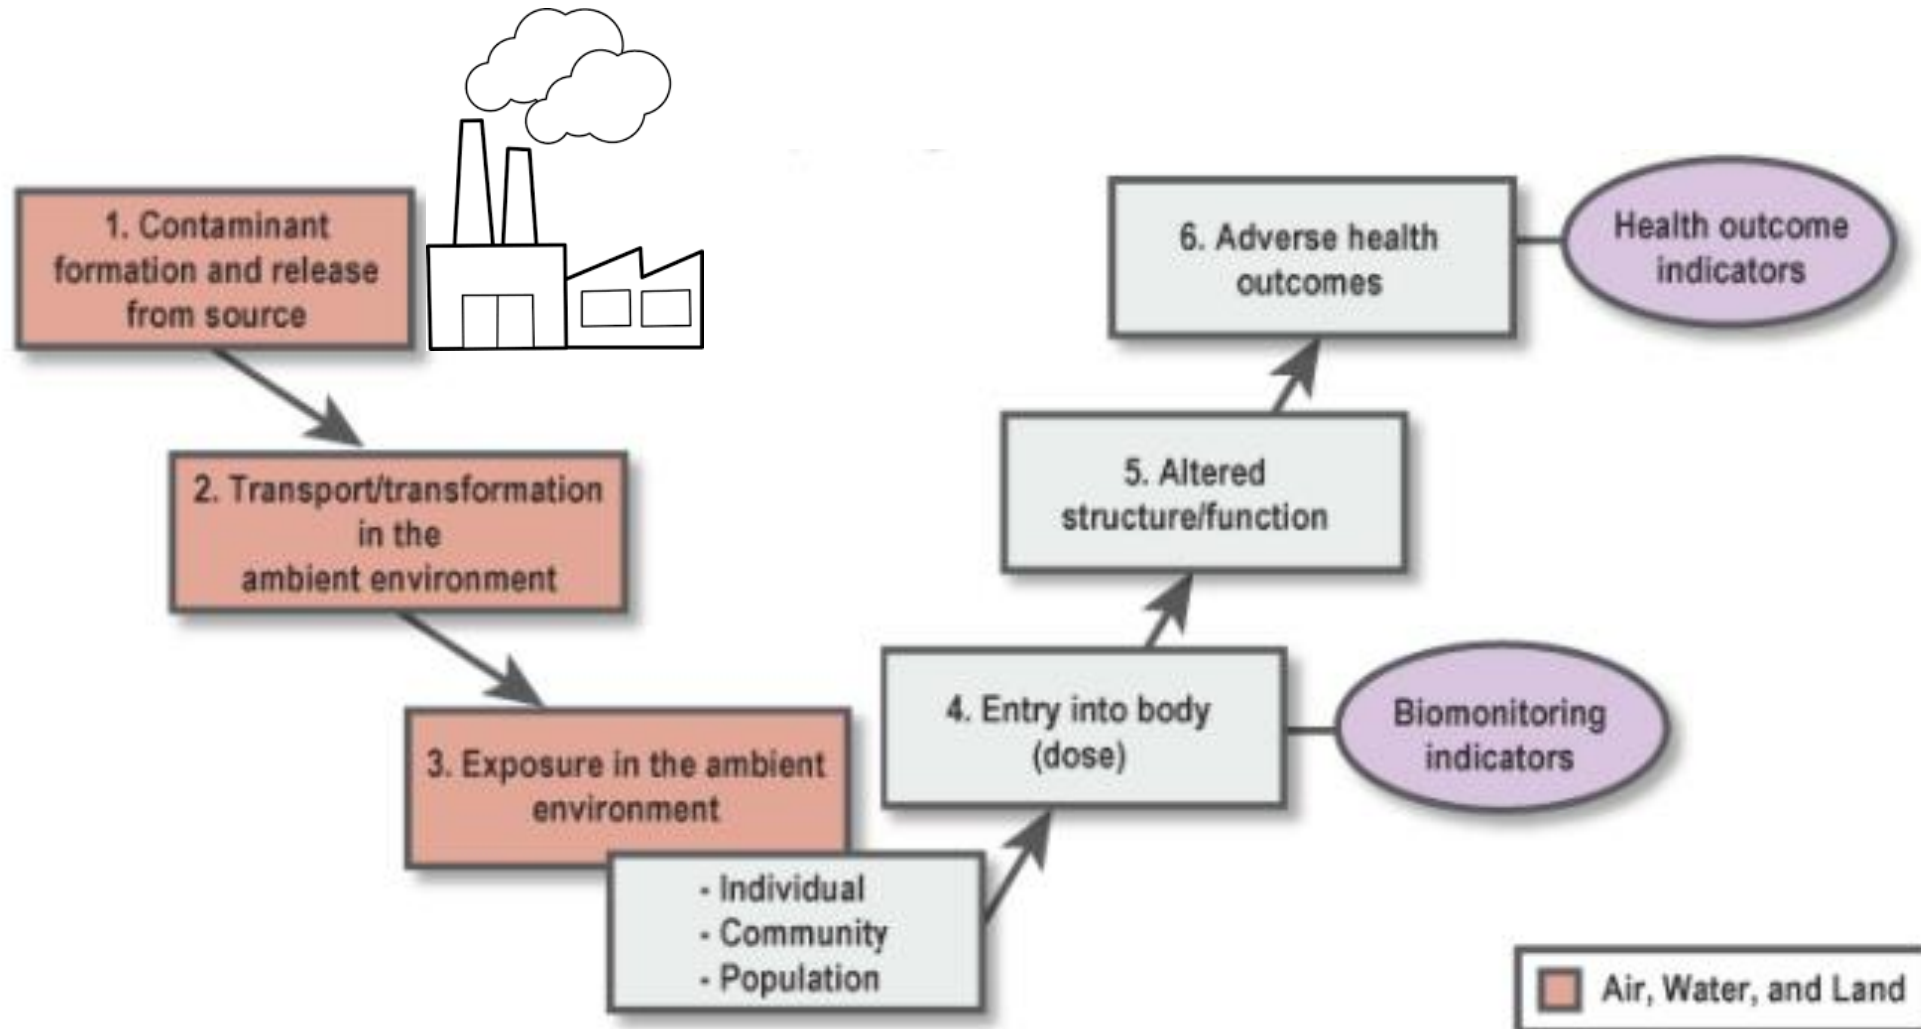 1. Contaminant
formation and release
from source
2. Transport/transformation
in the
ambient environment
3. Exposure in the ambient
environment
- Individual
- Community
- Population
4. Entry into body
(dose)
Biomonitoring
indicators
5. Altered
structure/function
6. Adverse health
outcomes
Health outcome
indicators
Air, Water, and Land